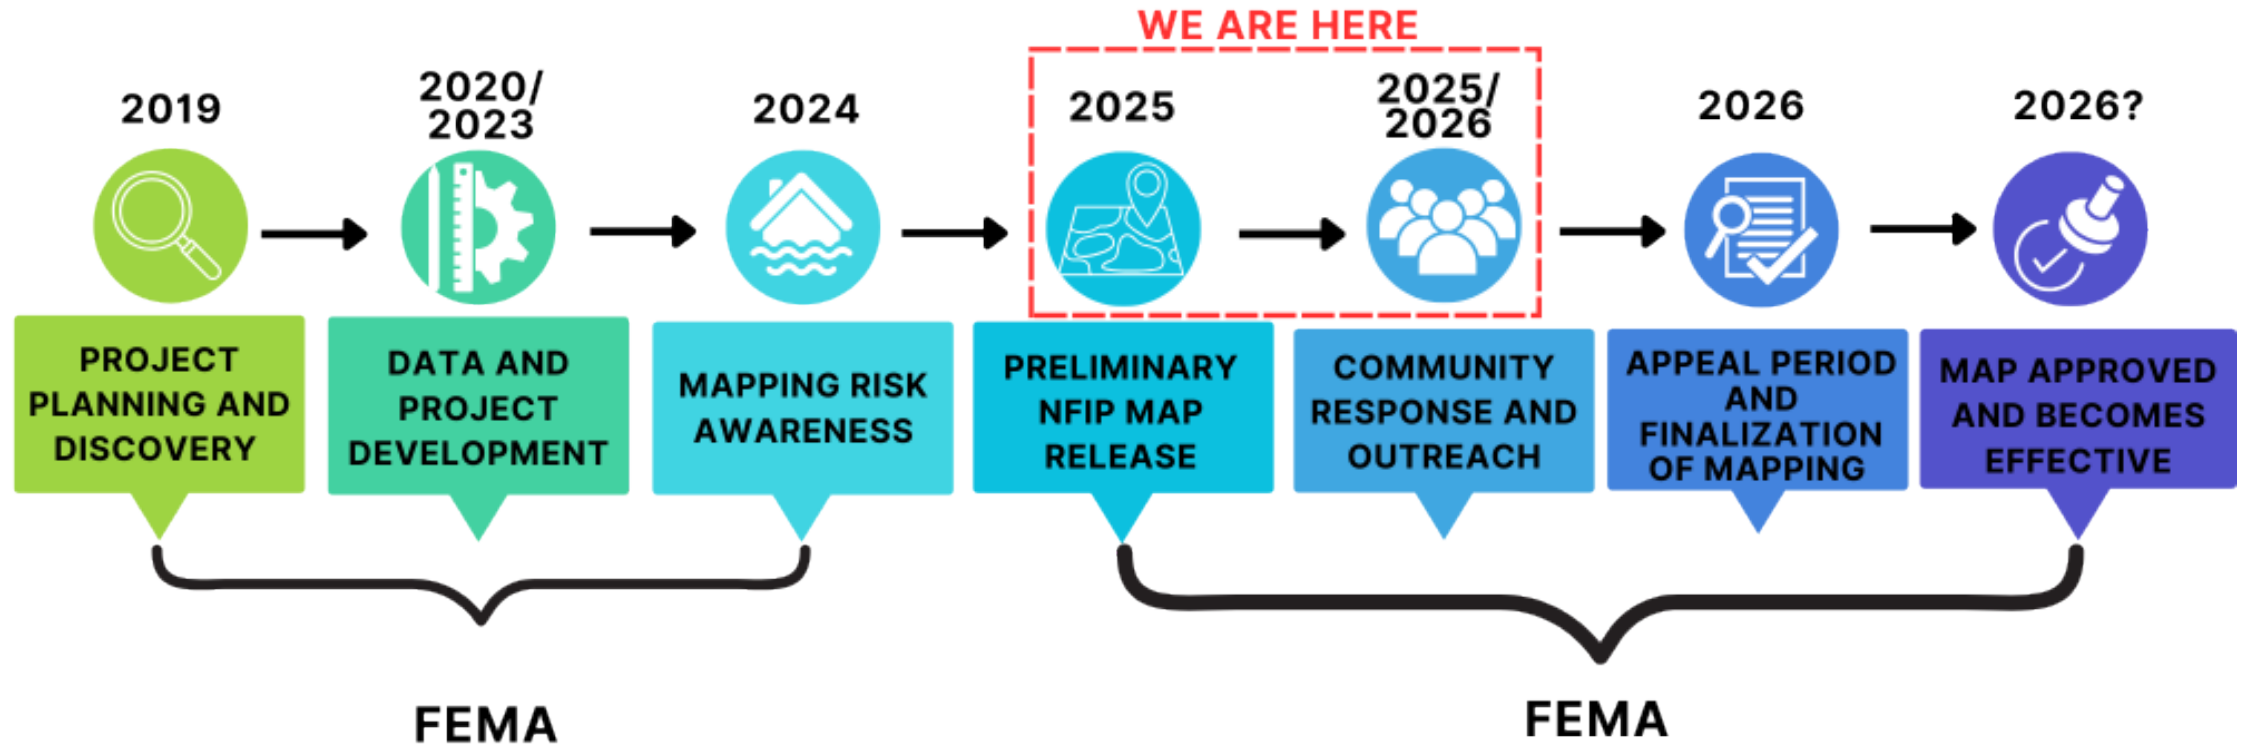 WE ARE HERE
2019
2020/
2023
2024
2025
2025/
2026
2026
2026?
PROJECT
PLANNING AND
DISCOVERY
DATA AND
PROJECT
DEVELOPMENT
MAPPING RISK
AWARENESS
PRELIMINARY
NFIP MAP
RELEASE
COMMUNITY
RESPONSE AND
OUTREACH
APPEAL PERIOD
AND
FINALIZATION
OF MAPPING
MAP APPROVED
AND BECOMES
EFFECTIVE
FEMA
FEMA